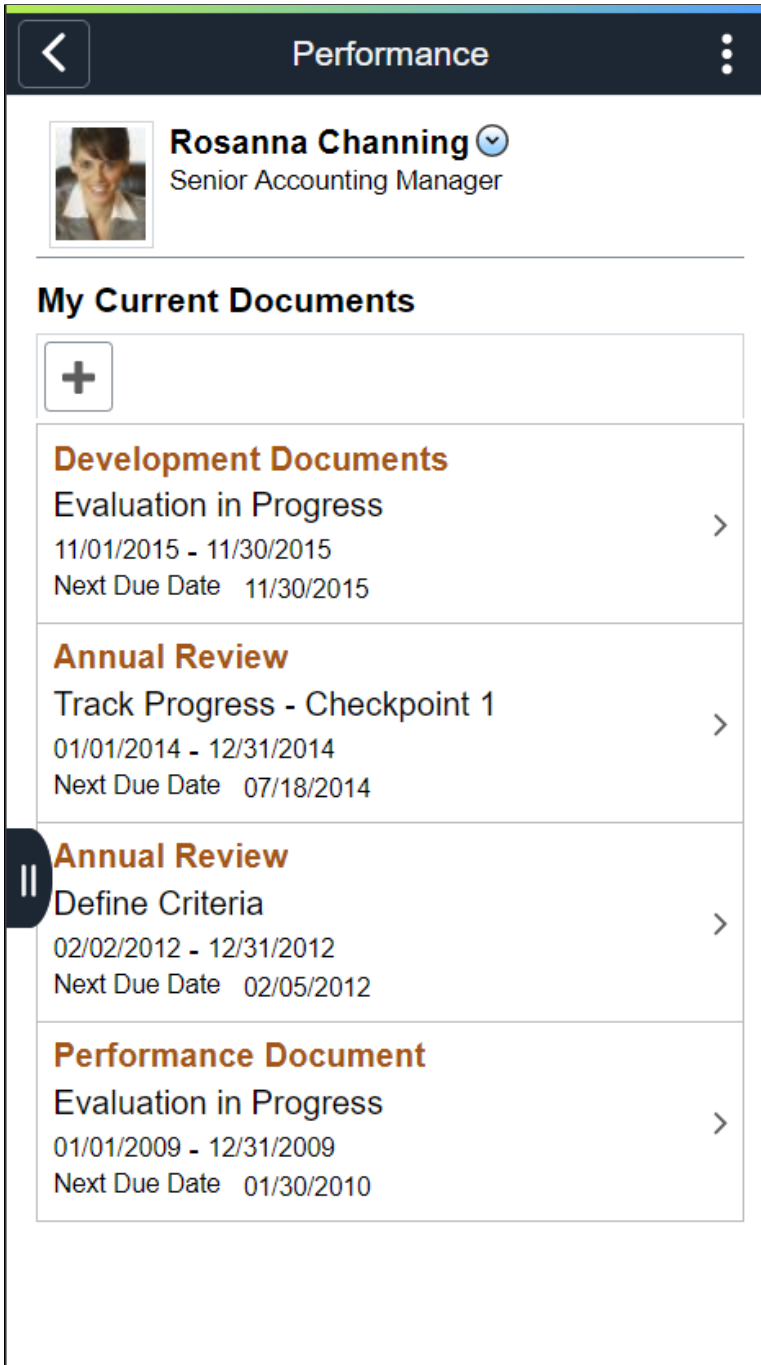 Performance
Rosanna Channing
Senior Accounting Manager
My Current Documents
Development Documents
Evaluation in Progress
11/01/2015 - 11/30/2015
Next Due Date 11/30/2015
Annual Review
Track Progress - Checkpoint 1
01/01/2014 - 12/31/2014
Next Due Date 07/18/2014
Annual Review
Define Criteria
02/02/2012 - 12/31/2012
Next Due Date 02/05/2012
Performance Document
Evaluation in Progress
01/01/2009 - 12/31/2009
Next Due Date 01/30/2010